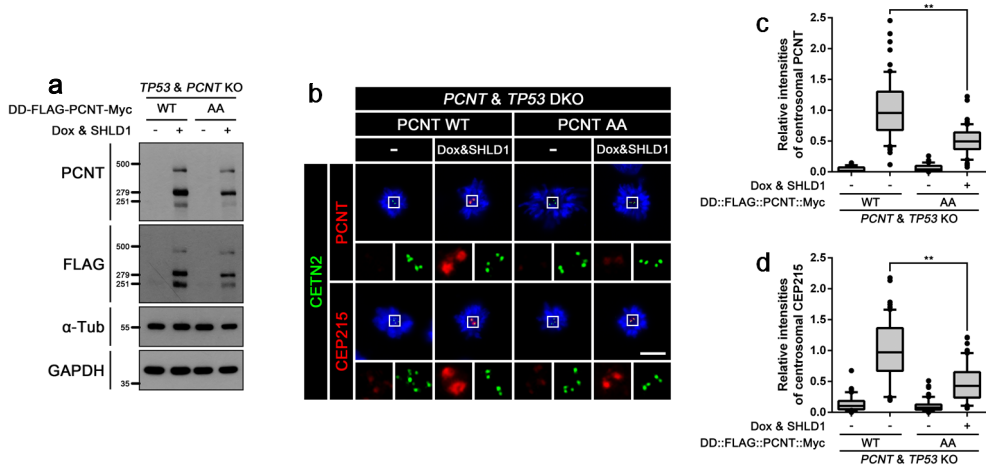 a
TP53 & PCNT KO
DD-FLAG-PCNT-Myc WT AA
Dox & SHLD1 - + - +
PCNT
500
279
251
FLAG
500
279
251
α-Tub
55
GAPDH
35
b
PCNT & TP53 DKO
PCNT WT PCNT AA
– Dox&SHLD1 – Dox&SHLD1
CETN2
PCNT
CEP215
c
Relative intensities
of centrosomal PCNT
**
2.5
2.0
1.5
1.0
0.5
0.0
Dox & SHLD1 - - - +
DD::FLAG::PCNT::Myc WT AA
PCNT & TP53 KO
d
Relative intensities
of centrosomal CEP215
**
2.5
2.0
1.5
1.0
0.5
0.0
Dox & SHLD1 - - - +
DD::FLAG::PCNT::Myc WT AA
PCNT & TP53 KO